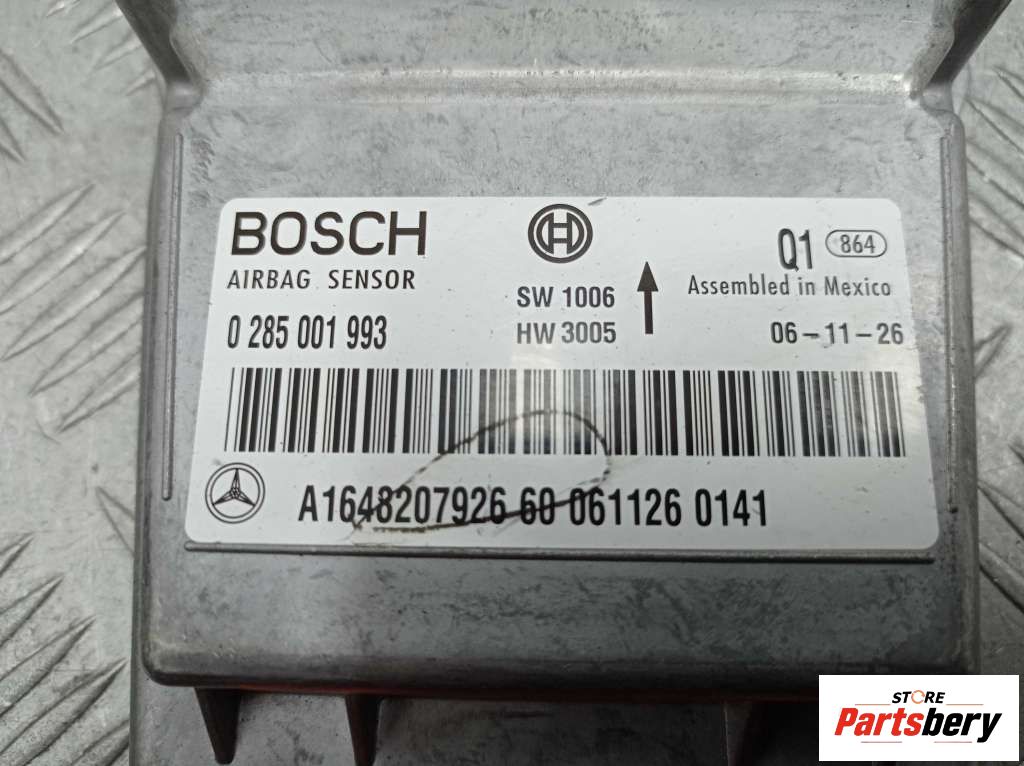 BOSCH
AIRBAG SENSOR
0 285 001 993
H
SW 1006
HW 3005
Q1 864
Assembled in Mexico
06-11-26
A1648207926 60 061126 0141
STORE
Partsbery